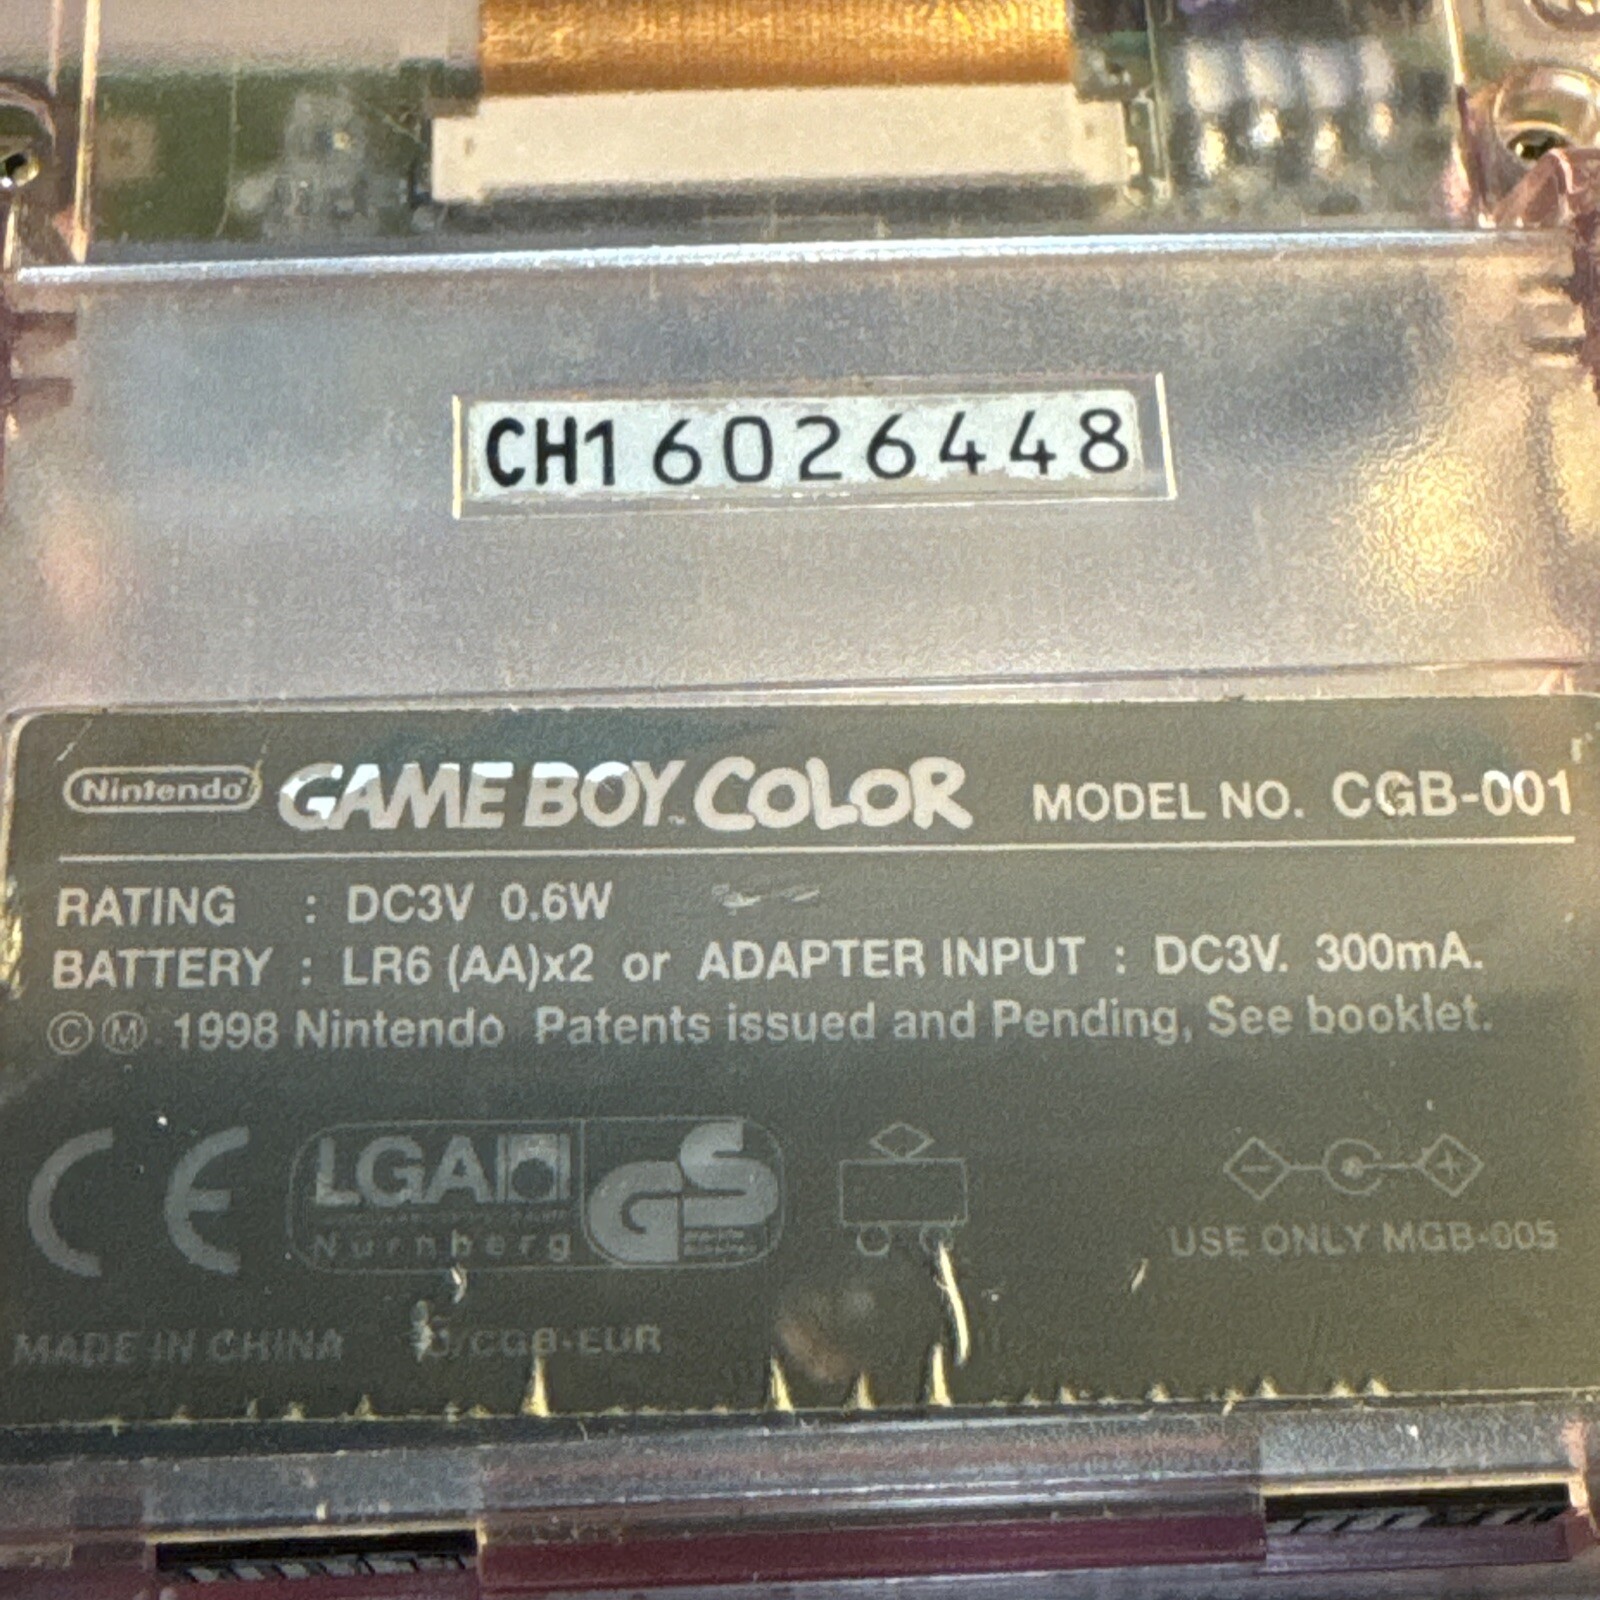 CH16026448
Nintendo GAME BOY COLOR MODEL NO. CGB-001
RATING : DC3V 0.6W
BATTERY : LR6 (AA)x2 or ADAPTER INPUT : DC3V. 300mA.
©Ⓜ 1998 Nintendo Patents issued and Pending, See booklet.
CE LGA Nürnberg GS
USE ONLY MGB-005
MADE IN CHINA /CGB-EUR